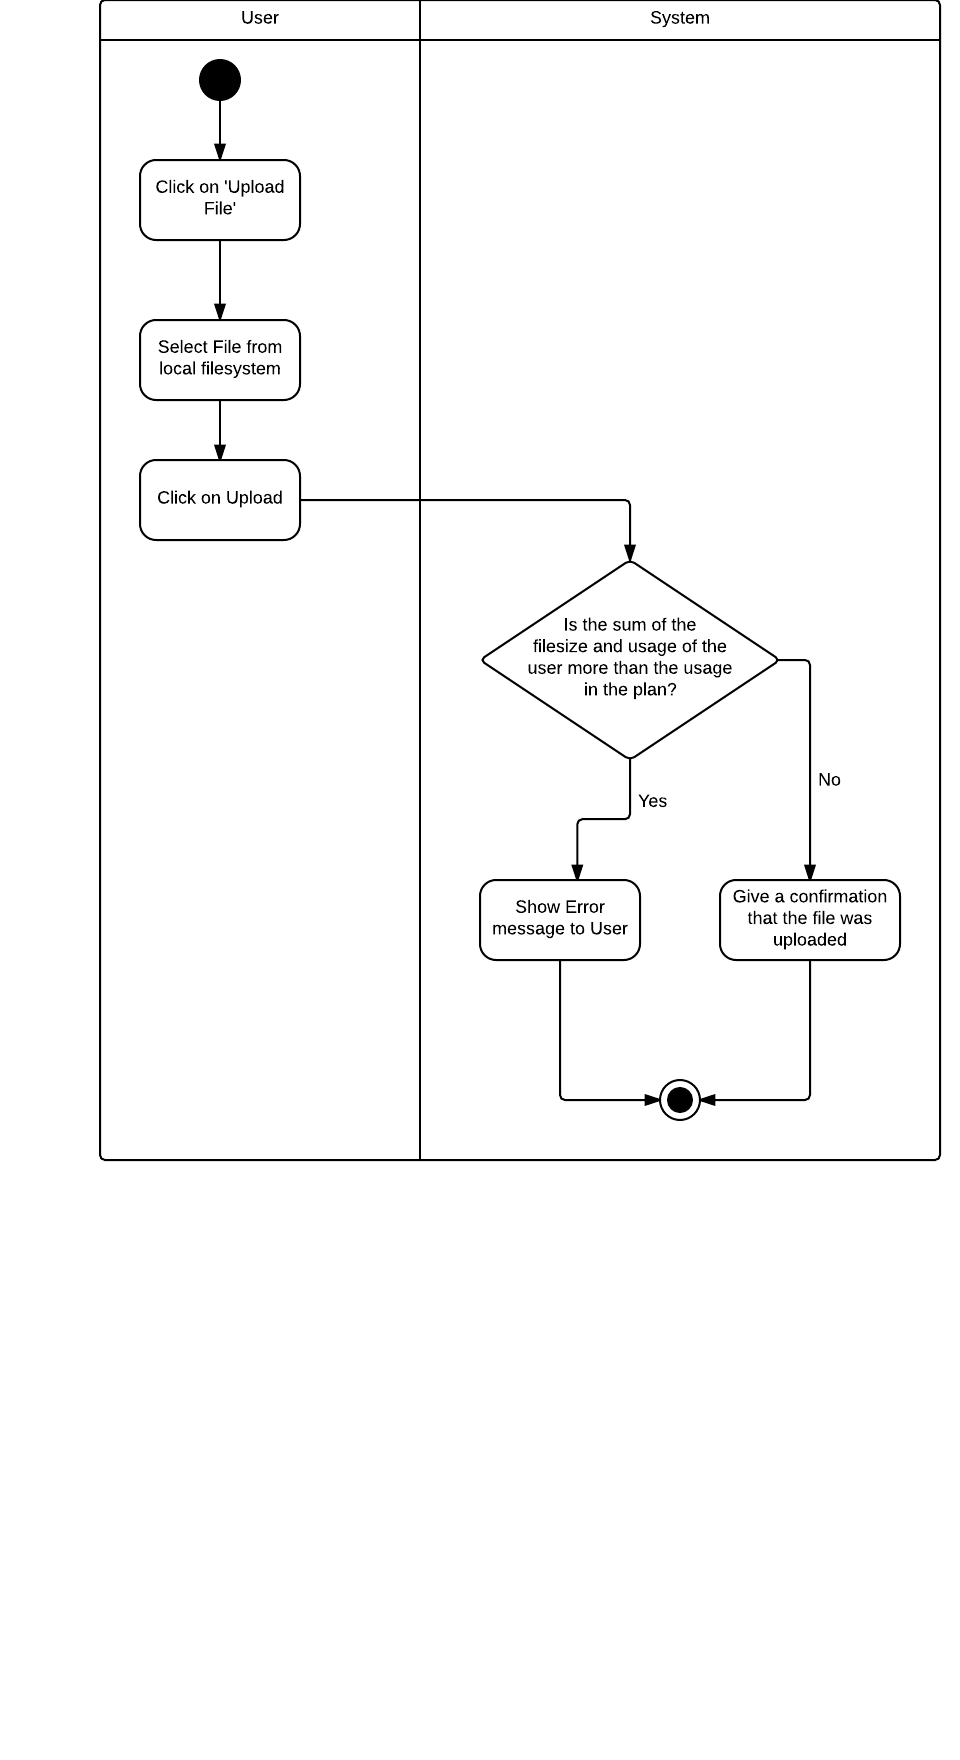 User
System
Click on 'Upload
File'
Select File from
local filesystem
Click on Upload
Is the sum of the
filesize and usage of the
user more than the usage
in the plan?
Yes
No
Show Error
message to User
Give a confirmation
that the file was
uploaded